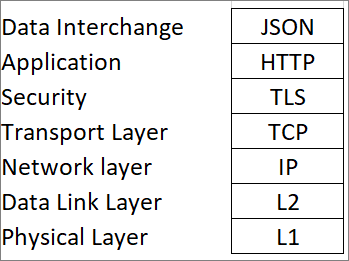 Data Interchange JSON
Application HTTP
Security TLS
Transport Layer TCP
Network layer IP
Data Link Layer L2
Physical Layer L1